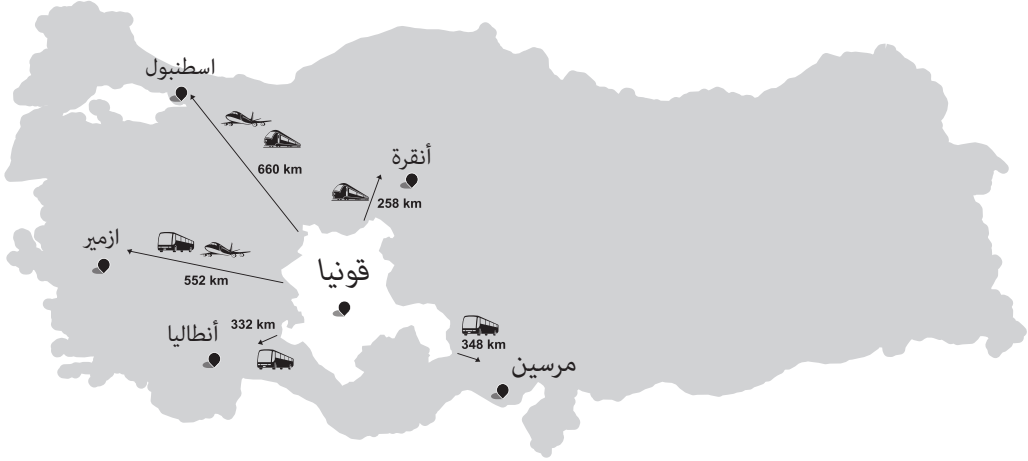 اسطنبول
660 km
أنقرة
258 km
ازمير
552 km
قونيا
أنطاليا
332 km
348 km
مرسين